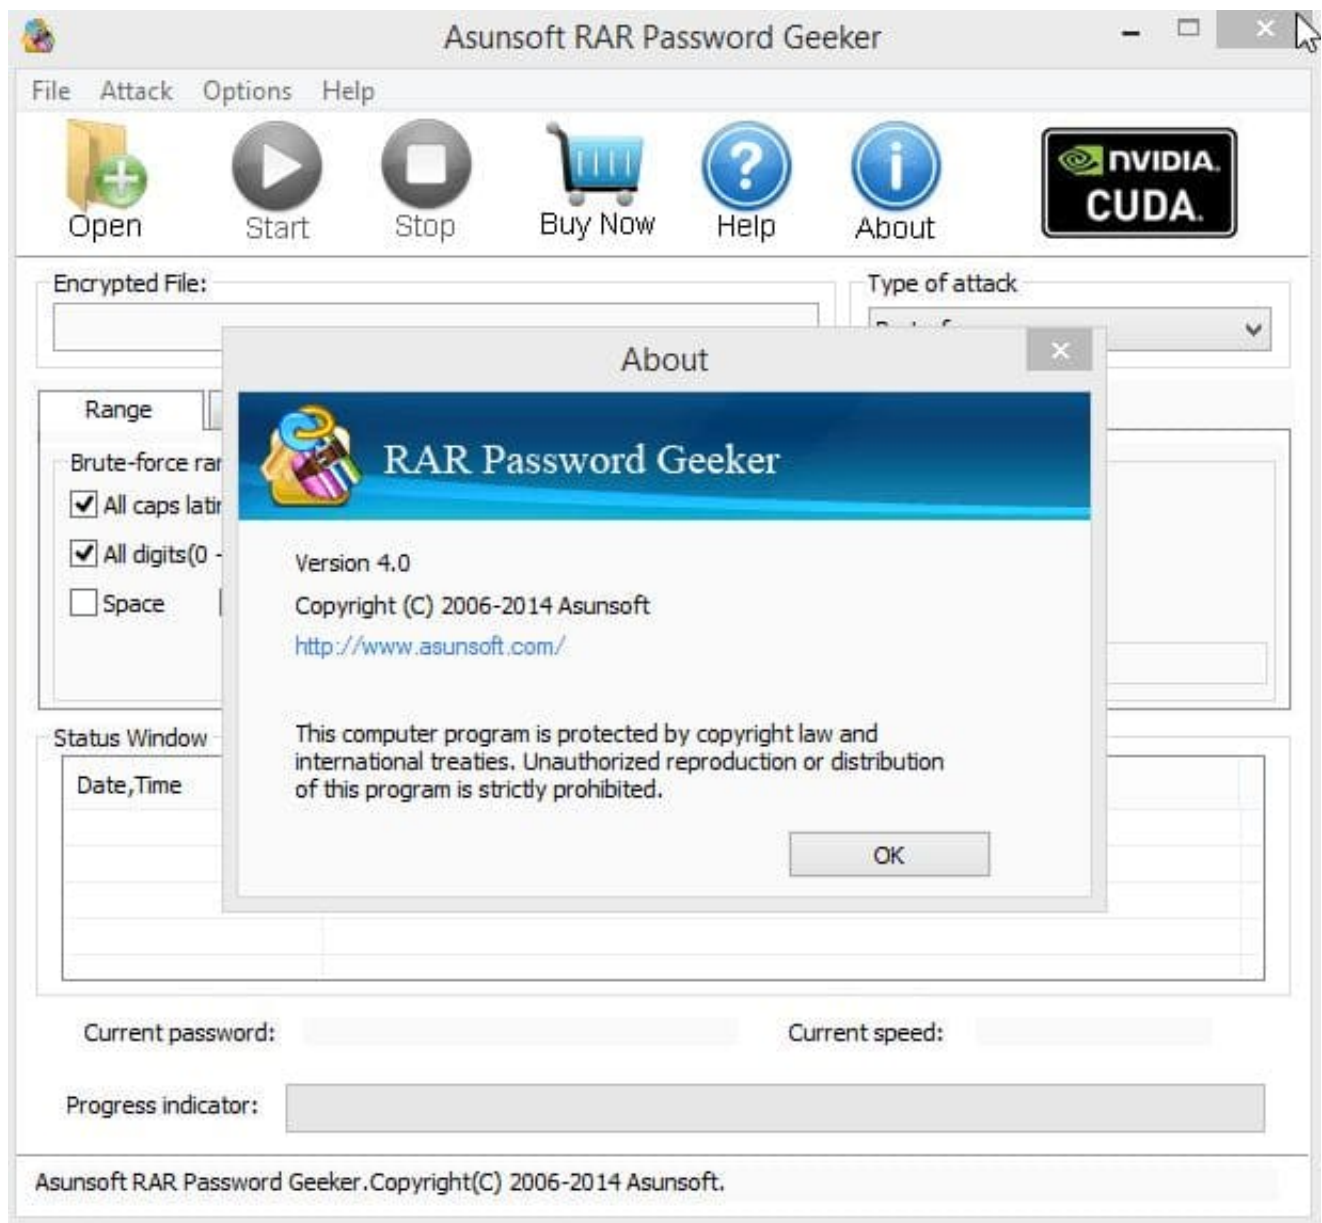 Asunsoft RAR Password Geeker
File Attack Options Help
Open Start Stop Buy Now Help About
NVIDIA.
CUDA.
Encrypted File:
Type of attack
About
Range
RAR Password Geeker
Brute-force
All caps
All digits(0 -
Space
Version 4.0
Copyright (C) 2006-2014 Asunsoft
http://www.asunsoft.com/
This computer program is protected by copyright law and
international treaties. Unauthorized reproduction or distribution
of this program is strictly prohibited.
OK
Status Window
Date,Time
Current password:
Current speed:
Progress indicator:
Asunsoft RAR Password Geeker.Copyright(C) 2006-2014 Asunsoft.